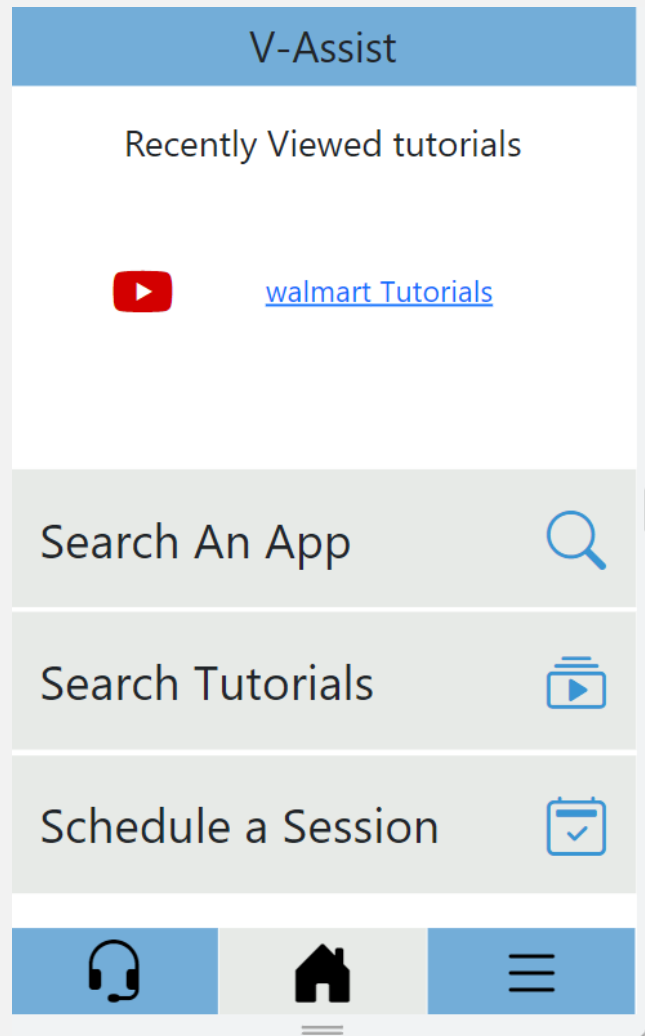 V-Assist
Recently Viewed tutorials
walmart Tutorials
Search An App
Search Tutorials
Schedule a Session